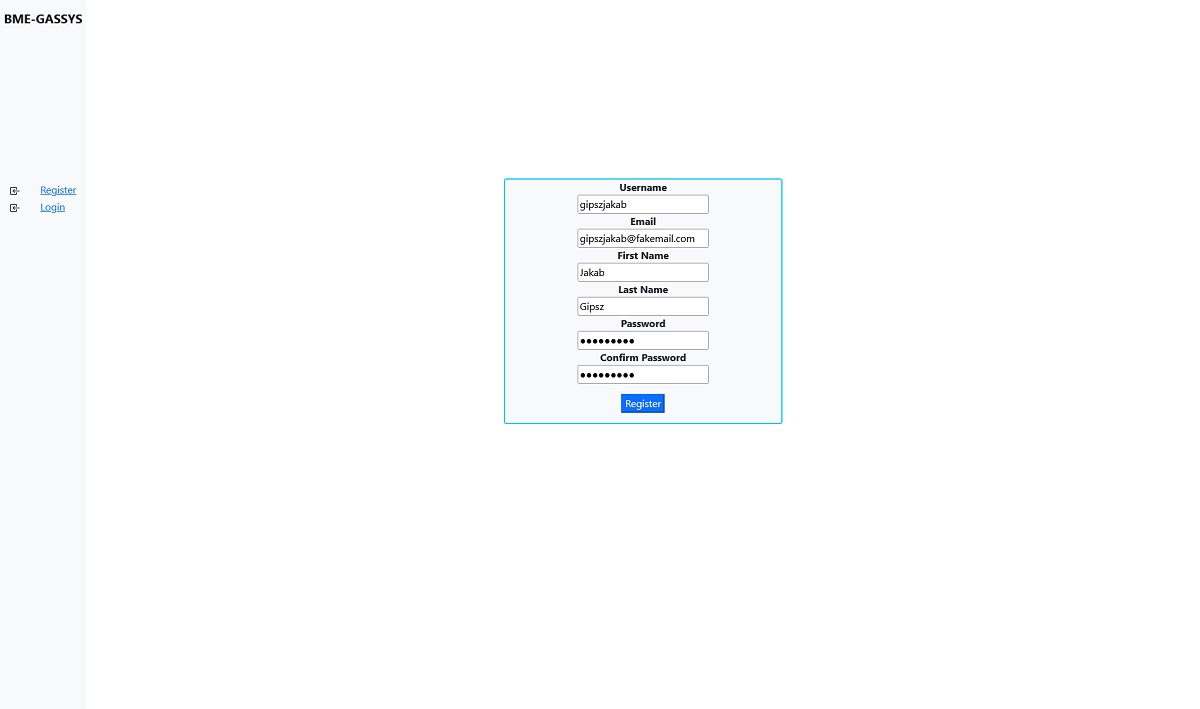 BME-GASSYS
Register
Login
Username
gipszjakab
Email
gipszjakab@fakemail.com
First Name
Jakab
Last Name
Gipsz
Password
●●●●●●●●●
Confirm Password
●●●●●●●●●
Register